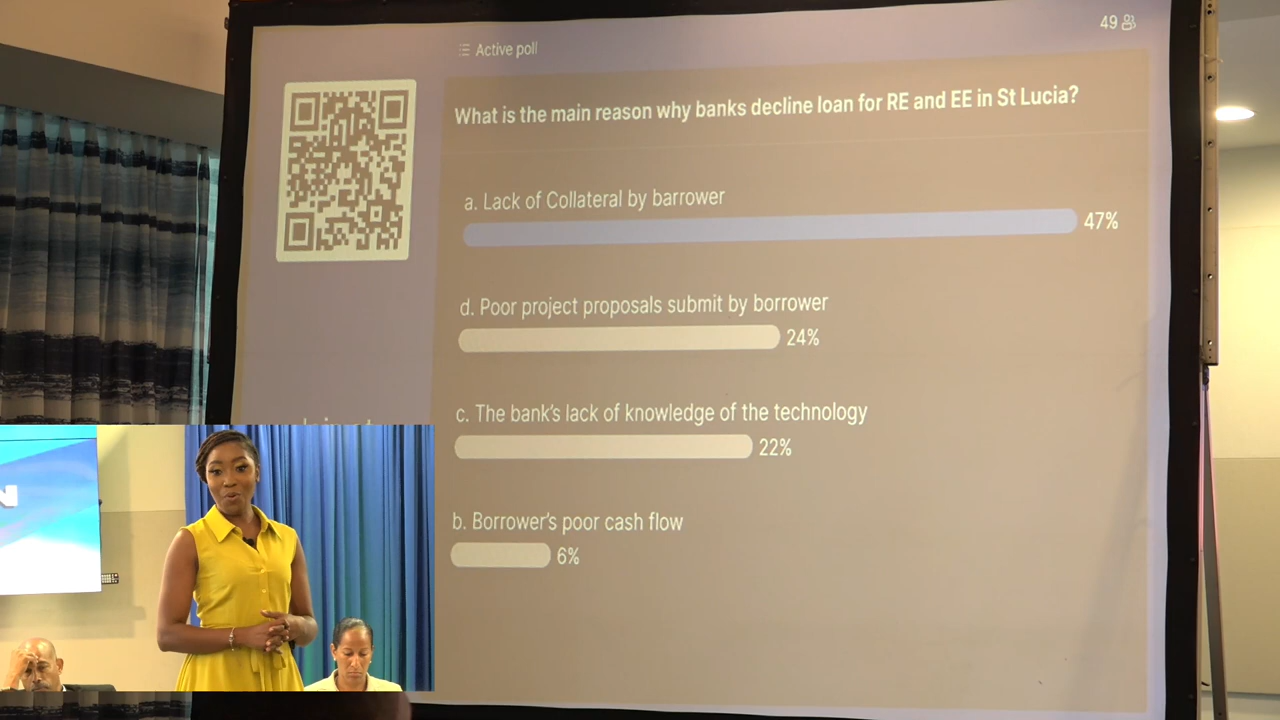 49
Active poll
What is the main reason why banks decline loan for RE and EE in St Lucia?
a. Lack of Collateral by barrower
47%
d. Poor project proposals submit by borrower
24%
c. The bank's lack of knowledge of the technology
22%
b. Borrower's poor cash flow
6%
N